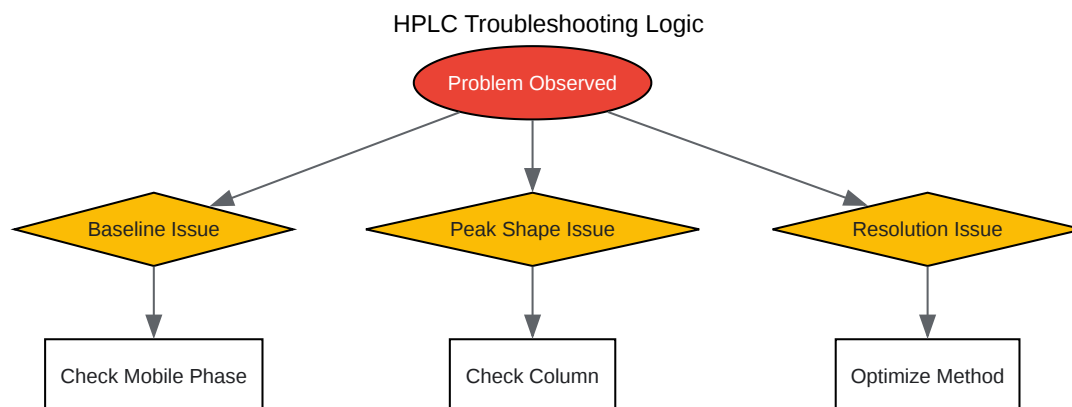 HPLC Troubleshooting Logic
Problem Observed
Baseline Issue
Peak Shape Issue
Resolution Issue
Check Mobile Phase
Check Column
Optimize Method